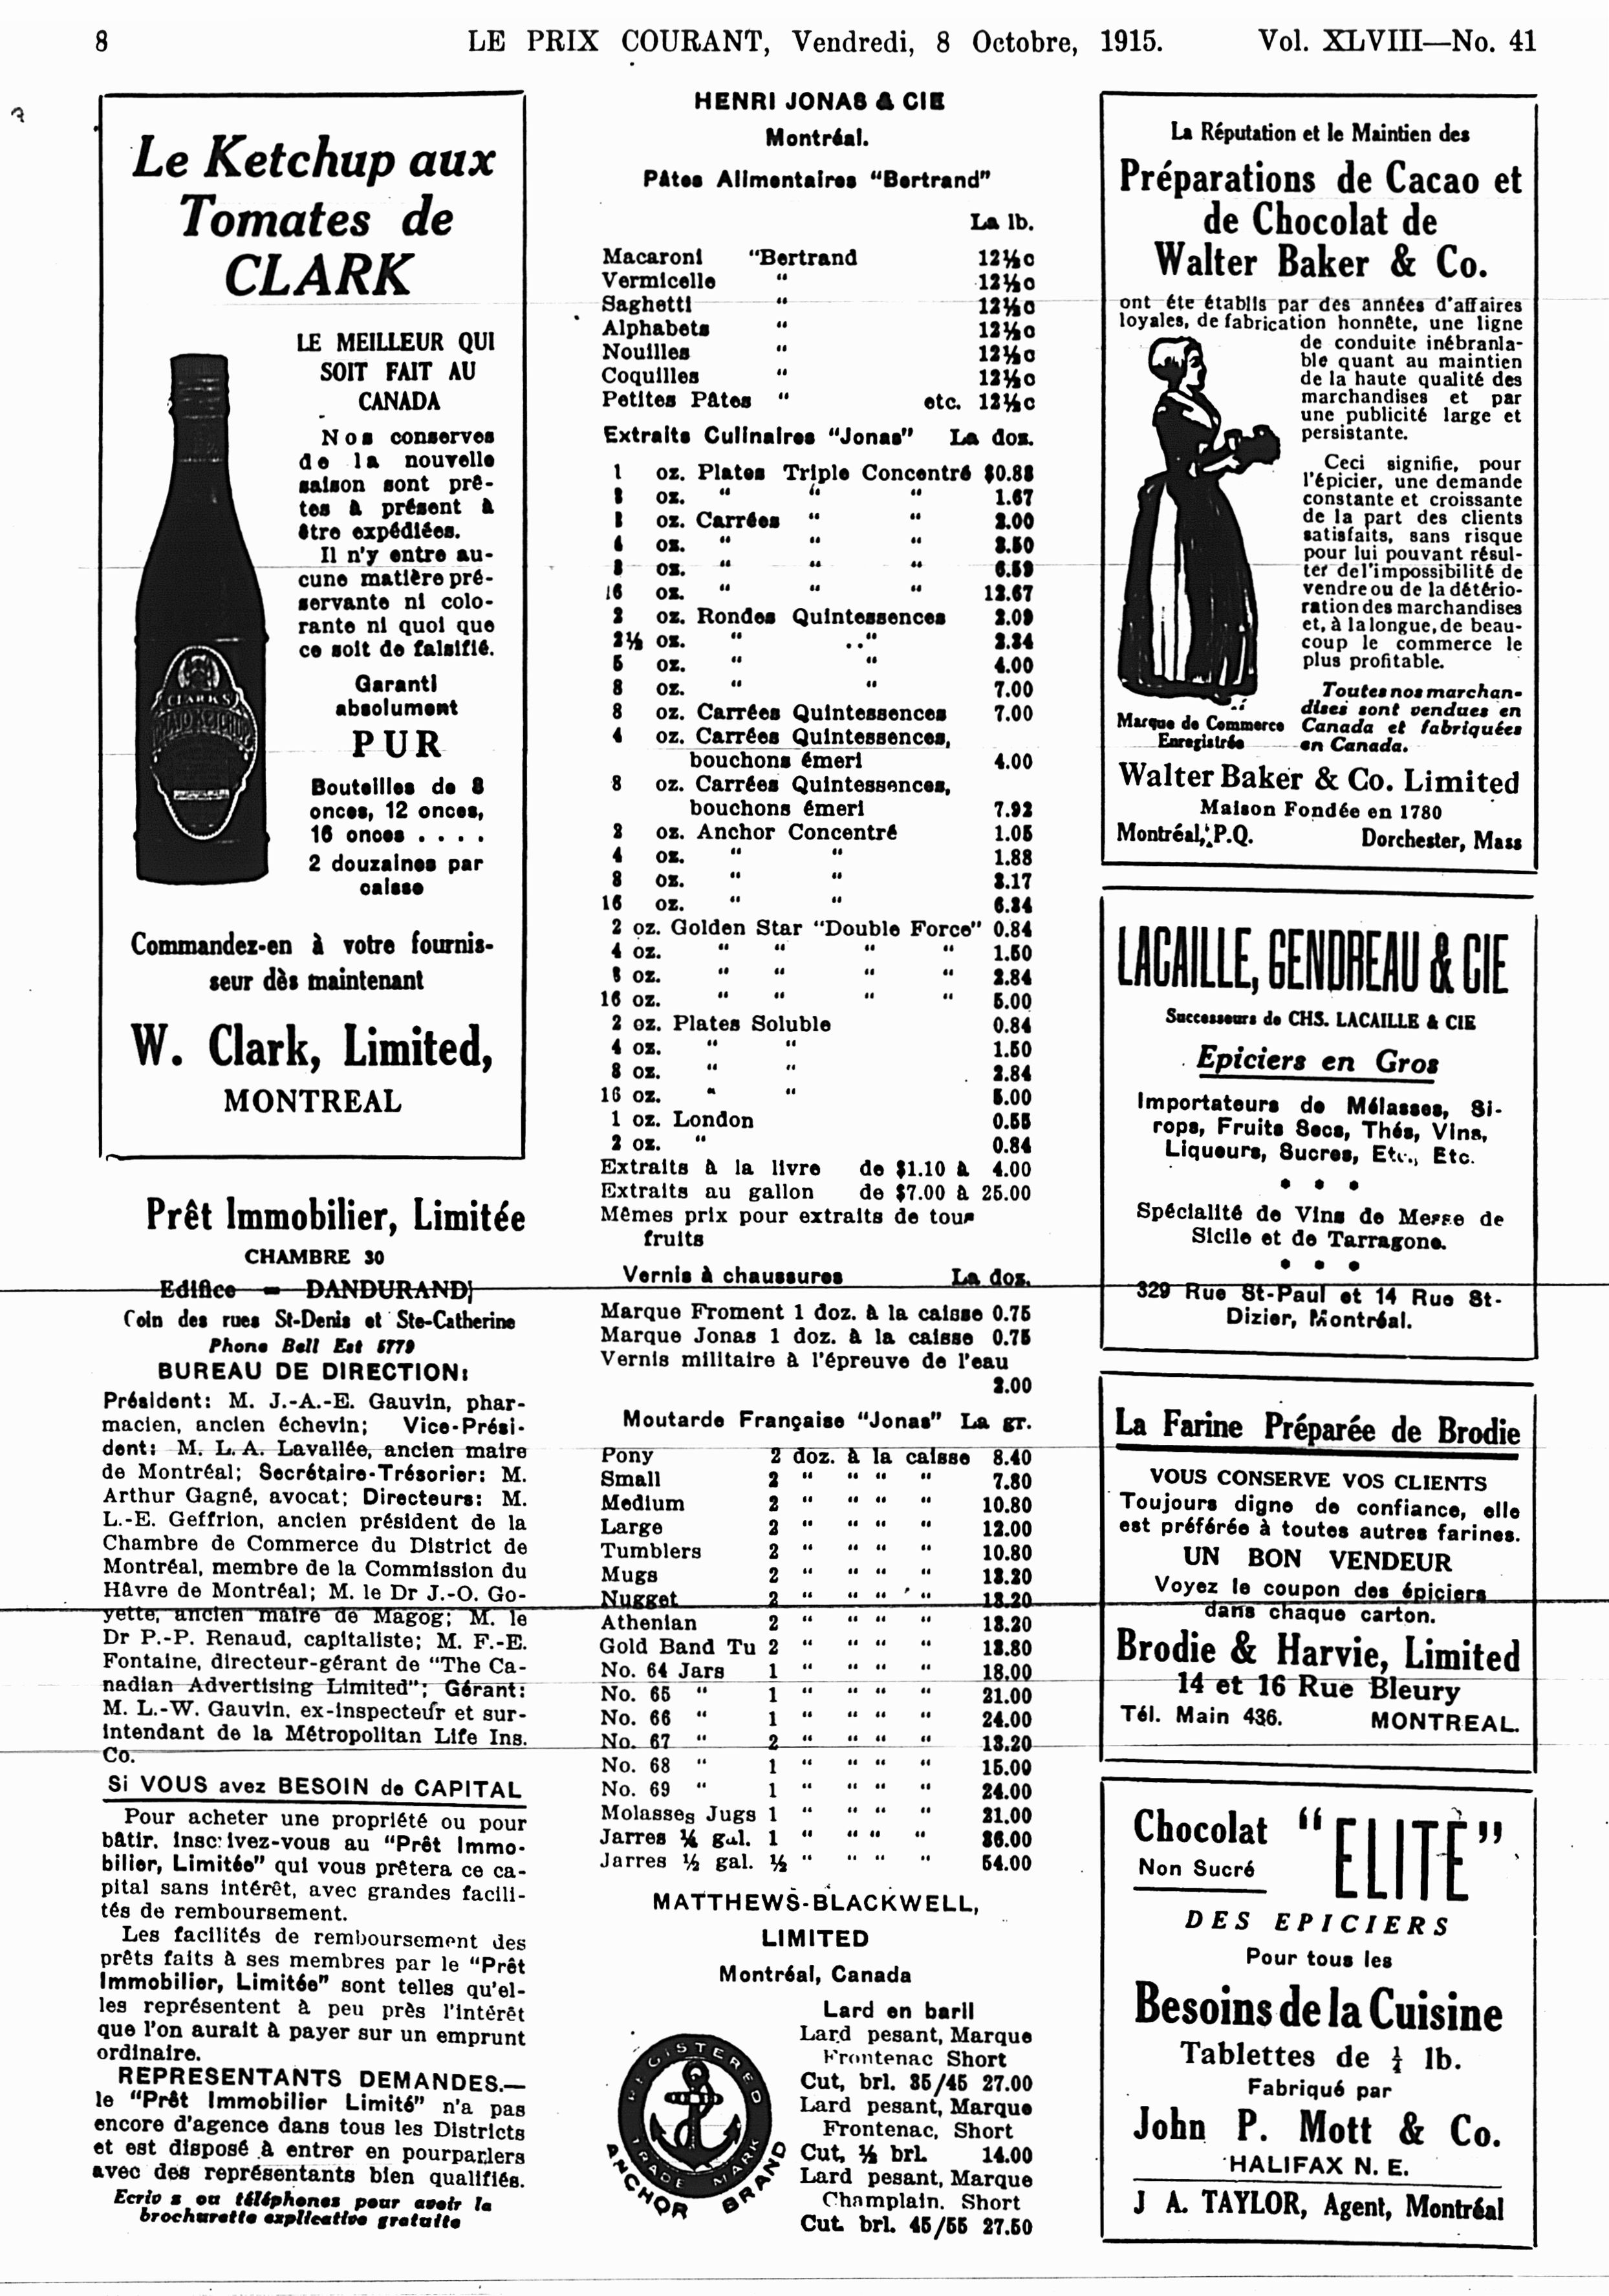 8
LE PRIX COURANT, Vendredi, 8 Octobre, 1915.
Vol. XLVIII—No. 41
Le Ketchup aux
Tomates de
CLARK
LE MEILLEUR QUI
SOIT FAIT AU
CANADA
Nos conserves
de la nouvelle
saison sont prê-
tes à présent à
être expédiées.
Il n'y entre au-
cune matière pré-
servante ni colo-
rante ni quoi que
ce soit de falsifié.
Garanti
absolument
PUR
Bouteilles de 8
onces, 12 onces,
16 onces . . . .
2 douzaines par
caisse
CLARK'S
TOMATO KETCHUP
Commandez-en à votre fournis-
seur dès maintenant
W. Clark, Limited,
MONTREAL
Prêt Immobilier, Limitée
CHAMBRE 30
Edifice — DANDURAND
Coin des rues St-Denis et Ste-Catherine
Phone Bell Est 5779
BUREAU DE DIRECTION:
Président: M. J.-A.-E. Gauvin, phar-
macien, ancien échevin; Vice-Prési-
dent: M. L. A. Lavallée, ancien maire
de Montréal; Secrétaire-Trésorier: M.
Arthur Gagné, avocat; Directeurs: M.
L.-E. Geffrion, ancien président de la
Chambre de Commerce du District de
Montréal, membre de la Commission du
Hâvre de Montréal; M. le Dr J.-O. Go-
yette, ancien maire de Magog; M. le
Dr P.-P. Renaud, capitaliste; M. F.-E.
Fontaine, directeur-gérant de "The Ca-
nadian Advertising Limited"; Gérant:
M. L.-W. Gauvin, ex-inspecteur et sur-
intendant de la Métropolitan Life Ins.
Co.
Si VOUS avez BESOIN de CAPITAL
Pour acheter une propriété ou pour
bâtir, inscrivez-vous au "Prêt Immo-
bilier, Limitée" qui vous prêtera ce ca-
pital sans intérêt, avec grandes facili-
tés de remboursement.
Les facilités de remboursement des
prêts faits à ses membres par le "Prêt
Immobilier, Limitée" sont telles qu'el-
les représentent à peu près l'intérêt
que l'on aurait à payer sur un emprunt
ordinaire.
REPRESENTANTS DEMANDES.—
le "Prêt Immobilier Limité" n'a pas
encore d'agence dans tous les Districts
et est disposé à entrer en pourparlers
avec des représentants bien qualifiés.
ou téléphones pour avoir la
brochurette explicative gratuite
HENRI JONAS & CIE
Montréal.
Pâtes Alimentaires "Bertrand"
La lb.
Macaroni "Bertrand 12½c
Vermicelle " 12½c
Saghetti " 12½c
Alphabets " 12½c
Nouilles " 12½c
Coquilles " 12½c
Petites Pâtes " etc. 12½c
Extraits Culinaires "Jonas" La doz.
1 oz. Plates Triple Concentré $0.88
oz. " " " 1.67
oz. Carrées " " 3.00
4 oz. " " " 3.50
8 oz. " " " 6.59
16 oz. " " " 12.67
2 oz. Rondes Quintessences 2.09
2½ oz. " " 2.34
5 oz. " " 4.00
8 oz. " " 7.00
8 oz. Carrées Quintessences 7.00
4 oz. Carrées Quintessences,
bouchons émeri 4.00
8 oz. Carrées Quintessences,
bouchons émeri 7.92
2 oz. Anchor Concentré 1.05
4 oz. " " 1.88
8 oz. " " 3.17
16 oz. " " 6.34
2 oz. Golden Star "Double Force" 0.84
4 oz. " " " " 1.50
8 oz. " " " " 2.84
16 oz. " " " " 5.00
2 oz. Plates Soluble 0.84
4 oz. " " 1.50
8 oz. " " 2.84
16 oz. " " 5.00
1 oz. London 0.55
2 oz. " 0.84
Extraits à la livre de $1.10 à 4.00
Extraits au gallon de $7.00 à 25.00
Mêmes prix pour extraits de tous
fruits
Vernis à chaussures La doz.
Marque Froment 1 doz. à la caisse 0.75
Marque Jonas 1 doz. à la caisse 0.75
Vernis militaire à l'épreuve de l'eau
2.00
Moutarde Française "Jonas" La gr.
Pony 2 doz. à la caisse 8.40
Small 2 " " " " 7.80
Medium 2 " " " " 10.80
Large 2 " " " " 12.00
Tumblers 2 " " " " 10.80
Mugs 2 " " " " 13.20
Nugget 2 " " " " 13.20
Athenian 2 " " " " 13.20
Gold Band Tu 2 " " " " 13.80
No. 64 Jars 1 " " " " 18.00
No. 65 " 1 " " " " 21.00
No. 66 " 1 " " " " 24.00
No. 67 " 2 " " " " 13.20
No. 68 " 1 " " " " 15.00
No. 69 " 1 " " " " 24.00
Molasses Jugs 1 " " " " 21.00
Jarres ¼ gal. 1 " " " " 36.00
Jarres ½ gal. ½ " " " " 54.00
MATTHEWS-BLACKWELL,
LIMITED
Montréal, Canada
REGISTERED
TRADE MARK
ANCHOR BRAND
Lard en baril
Lard pesant, Marque
Frontenac Short
Cut, brl. 35/45 27.00
Lard pesant, Marque
Frontenac, Short
Cut, ½ brl. 14.00
Lard pesant, Marque
Champlain, Short
Cut. brl. 45/55 27.50
La Réputation et le Maintien des
Préparations de Cacao et
de Chocolat de
Walter Baker & Co.
ont éte établis par des années d'affaires
loyales, de fabrication honnête, une ligne
de conduite inébranla-
ble quant au maintien
de la haute qualité des
marchandises et par
une publicité large et
persistante.
Ceci signifie, pour
l'épicier, une demande
constante et croissante
de la part des clients
satisfaits, sans risque
pour lui pouvant résul-
ter de l'impossibilité de
vendre ou de la détério-
ration des marchandises
et, à la longue, de beau-
coup le commerce le
plus profitable.
Toutes nos marchan-
dises sont vendues en
Canada et fabriquées
en Canada.
Marque de Commerce
Enregistrée
Walter Baker & Co. Limited
Maison Fondée en 1780
Montréal, P.Q. Dorchester, Mass
LACAILLE, GENDREAU & CIE
Successeurs de CHS. LACAILLE & CIE
Epiciers en Gros
Importateurs de Mélasses, Si-
rops, Fruits Secs, Thés, Vins,
Liqueurs, Sucres, Etc., Etc.
• • •
Spécialité de Vins de Messe de
Sicile et de Tarragone.
• • •
329 Rue St-Paul et 14 Rue St-
Dizier, Montréal.
La Farine Préparée de Brodie
VOUS CONSERVE VOS CLIENTS
Toujours digne de confiance, elle
est préférée à toutes autres farines.
UN BON VENDEUR
Voyez le coupon des épiciers
dans chaque carton.
Brodie & Harvie, Limited
14 et 16 Rue Bleury
Tél. Main 436. MONTREAL.
Chocolat "ELITE"
Non Sucré
DES EPICIERS
Pour tous les
Besoins de la Cuisine
Tablettes de ¼ lb.
Fabriqué par
John P. Mott & Co.
HALIFAX N. E.
J A. TAYLOR, Agent, Montréal